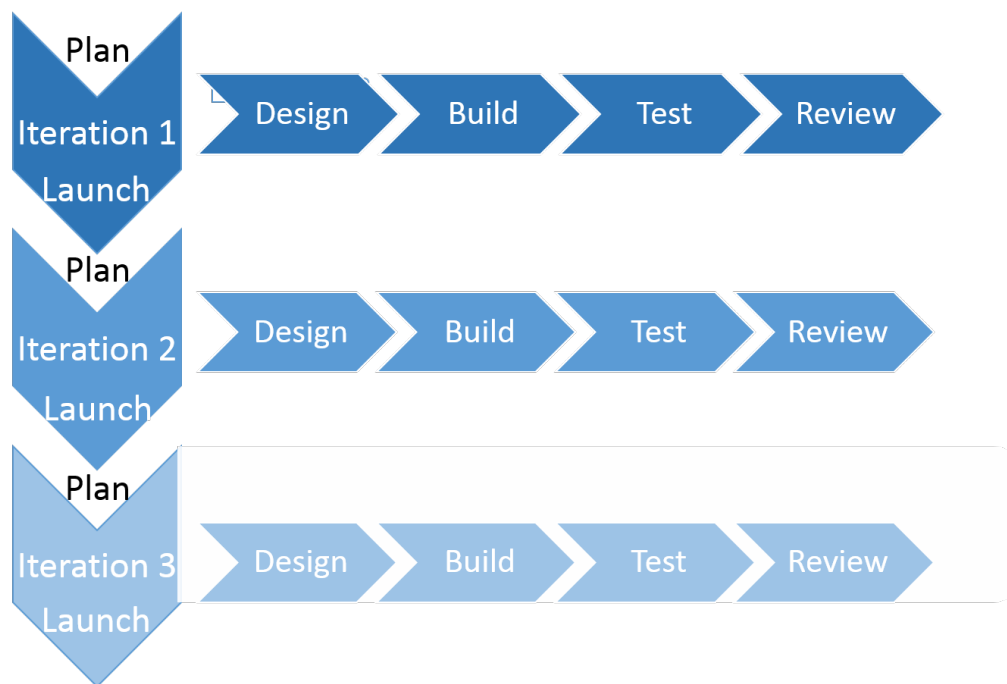 Plan
Iteration 1
Launch
Design
Build
Test
Review
Plan
Iteration 2
Launch
Design
Build
Test
Review
Plan
Iteration 3
Launch
Design
Build
Test
Review